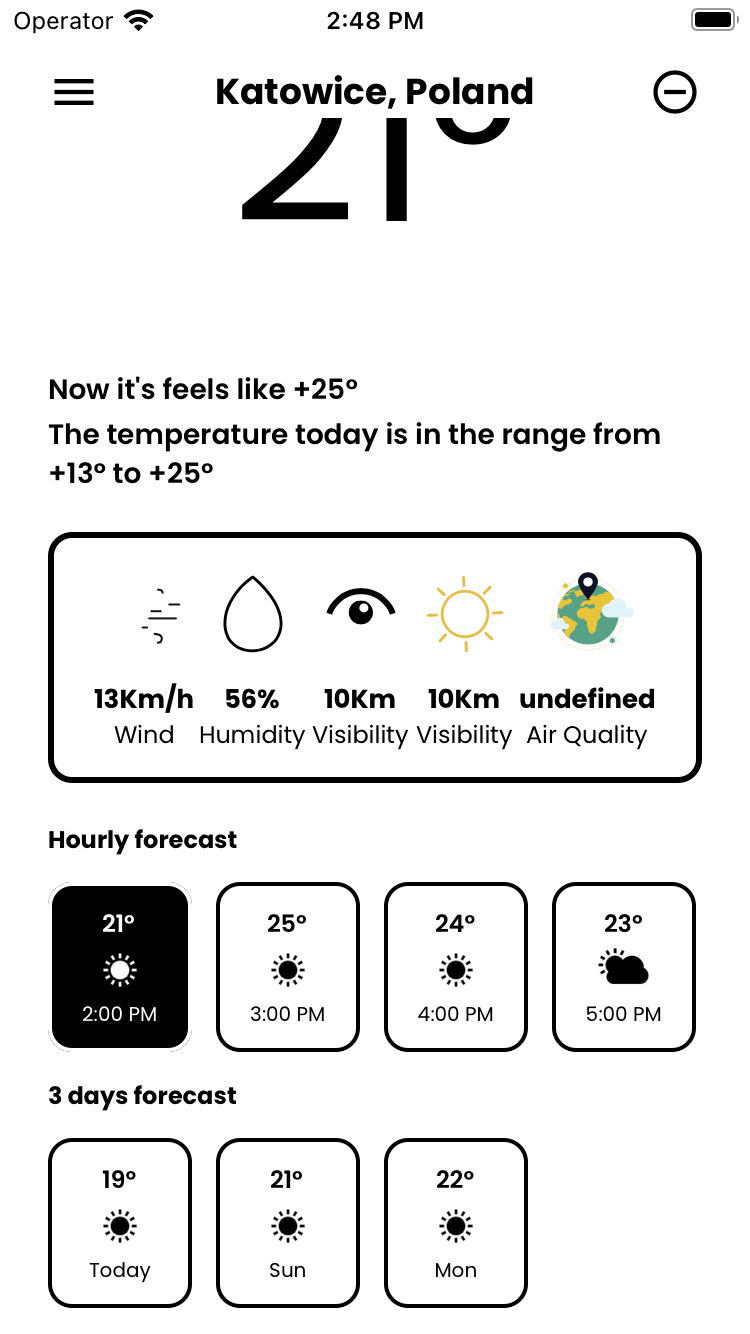 Operator 2:48 PM
Katowice, Poland
21°
Now it's feels like +25°
The temperature today is in the range from
+13° to +25°
13Km/h 56% 10Km 10Km undefined
Wind Humidity Visibility Visibility Air Quality
Hourly forecast
21° 25° 24° 23°
2:00 PM 3:00 PM 4:00 PM 5:00 PM
3 days forecast
19° 21° 22°
Today Sun Mon